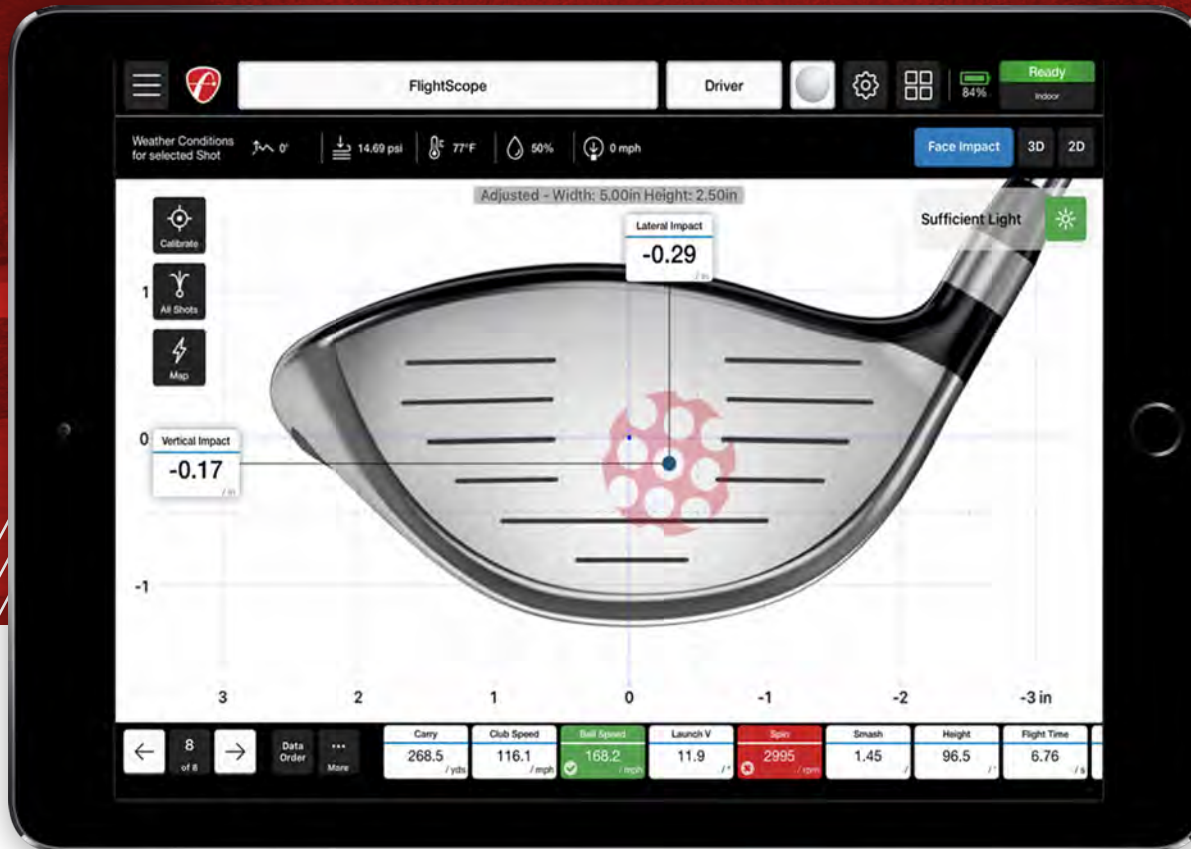 FlightScope
Driver
84%
Ready
Indoor
Weather Conditions
for selected Shot
0°
14.69 psi
77°F
50%
0 mph
Face Impact
3D
2D
Adjusted - Width: 5.00in Height: 2.50in
Calibrate
Lateral Impact
-0.29
/ in
Sufficient Light
All Shots
1
Map
0
Vertical Impact
-0.17
/ in
-1
3
2
1
0
-1
-2
-3 in
8
of 8
Data
Order
...
More
Carry
268.5
/ yds
Club Speed
116.1
/ mph
Ball Speed
168.2
/ mph
Launch V
11.9
/ °
Spin
2995
/ rpm
Smash
1.45
/
Height
96.5
/ '
Flight Time
6.76
/ s